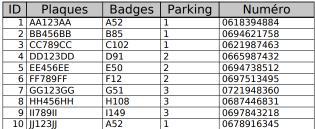 ID Plaques Badges Parking Numéro
1 AA123AA A52 1 0618394884
2 BB456BB B85 1 0694621758
3 CC789CC C102 1 0621987463
4 DD123DD D91 2 0665987432
5 EE456EE E50 2 0694738512
6 FF789FF F12 2 0697513495
7 GG123GG G51 3 0721948360
8 HH456HH H108 3 0687446831
9 II789II I149 3 0697843218
10 JJ123JJ A52 1 0678916345